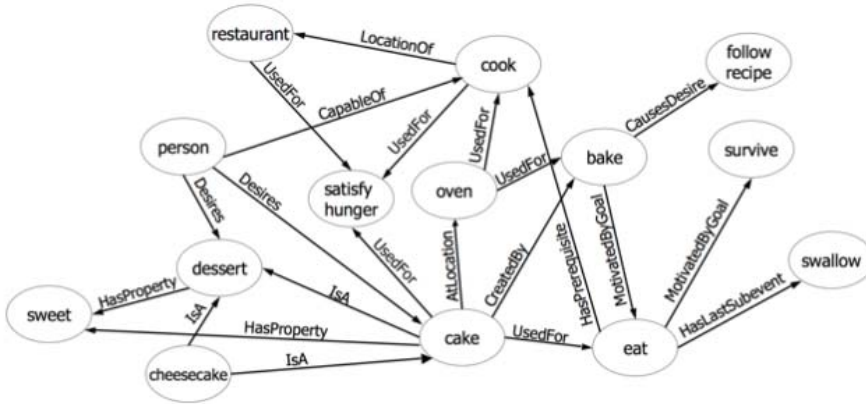 restaurant
LocationOf
cook
follow
recipe
UsedFor
CapableOf
UsedFor
UsedFor
CausesDesire
person
Desires
Desires
satisfy
hunger
oven
UsedFor
bake
survive
UsedFor
AtLocation
CreatedBy
HasPrerequisite
MotivatedByGoal
MotivatedByGoal
dessert
swallow
HasProperty
IsA
HasLastSubevent
sweet
IsA
HasProperty
cake
UsedFor
eat
cheesecake
IsA